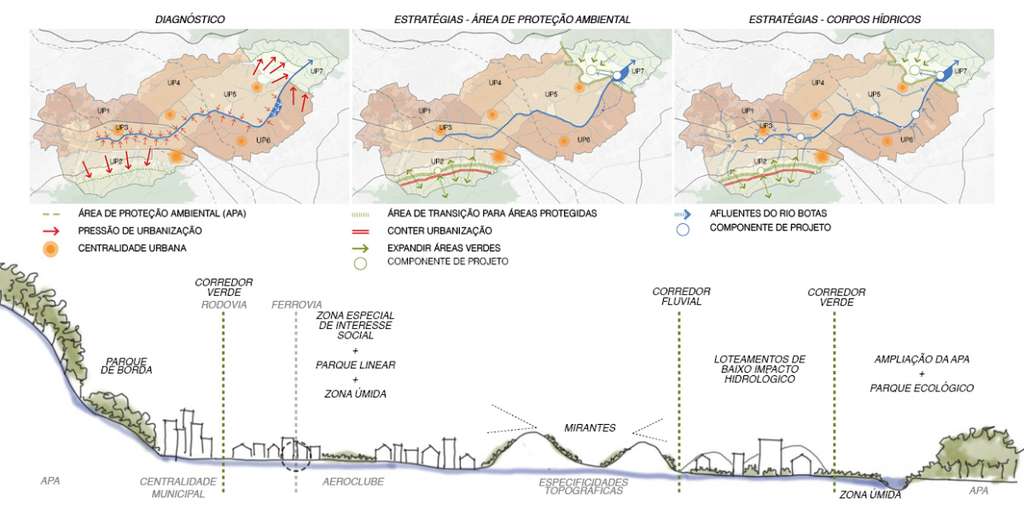 DIAGNÓSTICO
ESTRATÉGIAS - ÁREA DE PROTEÇÃO AMBIENTAL
ESTRATÉGIAS - CORPOS HÍDRICOS
UP1
UP2
UP3
UP4
UP5
UP6
UP7
UP1
UP2
UP3
UP4
UP5
UP6
UP7
UP1
UP2
UP3
UP4
UP5
UP6
UP7
ÁREA DE PROTEÇÃO AMBIENTAL (APA)
PRESSÃO DE URBANIZAÇÃO
CENTRALIDADE URBANA
ÁREA DE TRANSIÇÃO PARA ÁREAS PROTEGIDAS
CONTER URBANIZAÇÃO
EXPANDIR ÁREAS VERDES
COMPONENTE DE PROJETO
AFLUENTES DO RIO BOTAS
COMPONENTE DE PROJETO
CORREDOR
VERDE
RODOVIA
FERROVIA
ZONA ESPECIAL
DE INTERESSE
SOCIAL
+
PARQUE LINEAR
+
ZONA ÚMIDA
PARQUE
DE BORDA
CORREDOR
FLUVIAL
CORREDOR
VERDE
LOTEAMENTOS DE
BAIXO IMPACTO
HIDROLÓGICO
AMPLIAÇÃO DA APA
+
PARQUE ECOLÓGICO
MIRANTES
APA
CENTRALIDADE
MUNICIPAL
AEROCLUBE
ESPECIFICIDADES
TOPOGRÁFICAS
ZONA ÚMIDA
APA